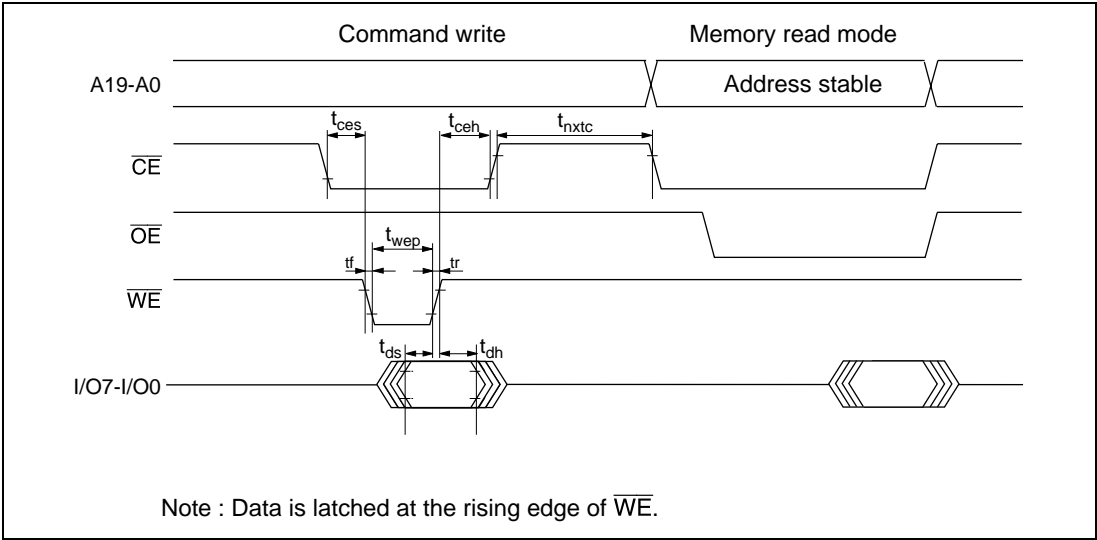 Command write Memory read mode
A19-A0 Address stable
tces tceh tnxtc
CE
OE
twep
tf tr
WE
tds tdh
I/O7-I/O0
Note : Data is latched at the rising edge of WE.